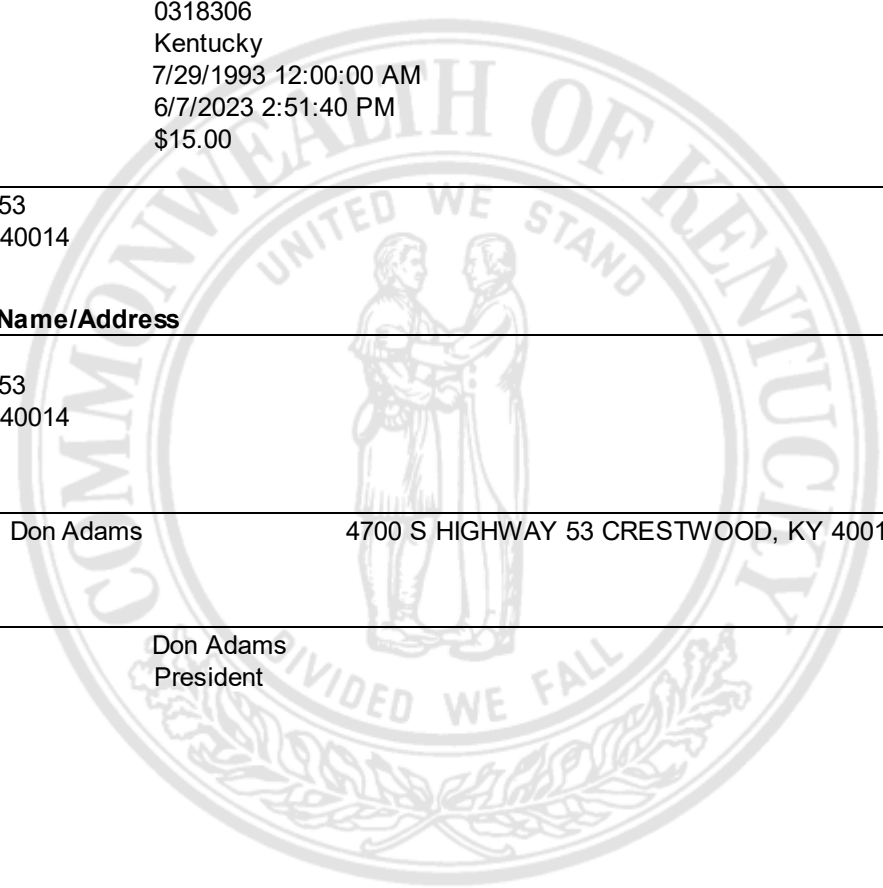 0318306
Kentucky
7/29/1993 12:00:00 AM
6/7/2023 2:51:40 PM
$15.00
53
40014
Name/Address
53
40014
Don Adams 4700 S HIGHWAY 53 CRESTWOOD, KY 4001
Don Adams
President
COMMONWEALTH OF KENTUCKY
UNITED WE STAND
DIVIDED WE FALL